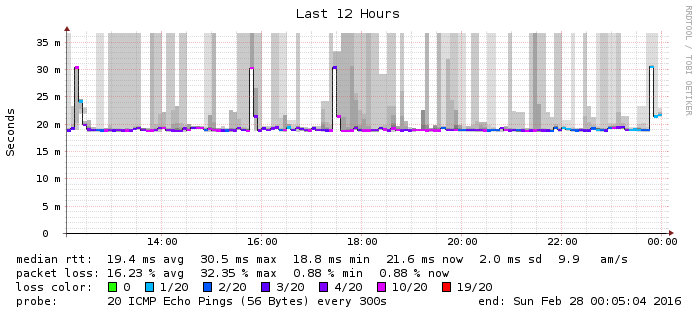 Last 12 Hours
RRDTOOL / TOBI OETIKER
Seconds
35 m
30 m
25 m
20 m
15 m
10 m
5 m
0
14:00 16:00 18:00 20:00 22:00 00:00
median rtt: 19.4 ms avg 30.5 ms max 18.8 ms min 21.6 ms now 2.0 ms sd 9.9 am/s
packet loss: 16.23 % avg 32.35 % max 0.88 % min 0.88 % now
loss color: 0 1/20 2/20 3/20 4/20 10/20 19/20
probe: 20 ICMP Echo Pings (56 Bytes) every 300s end: Sun Feb 28 00:05:04 2016